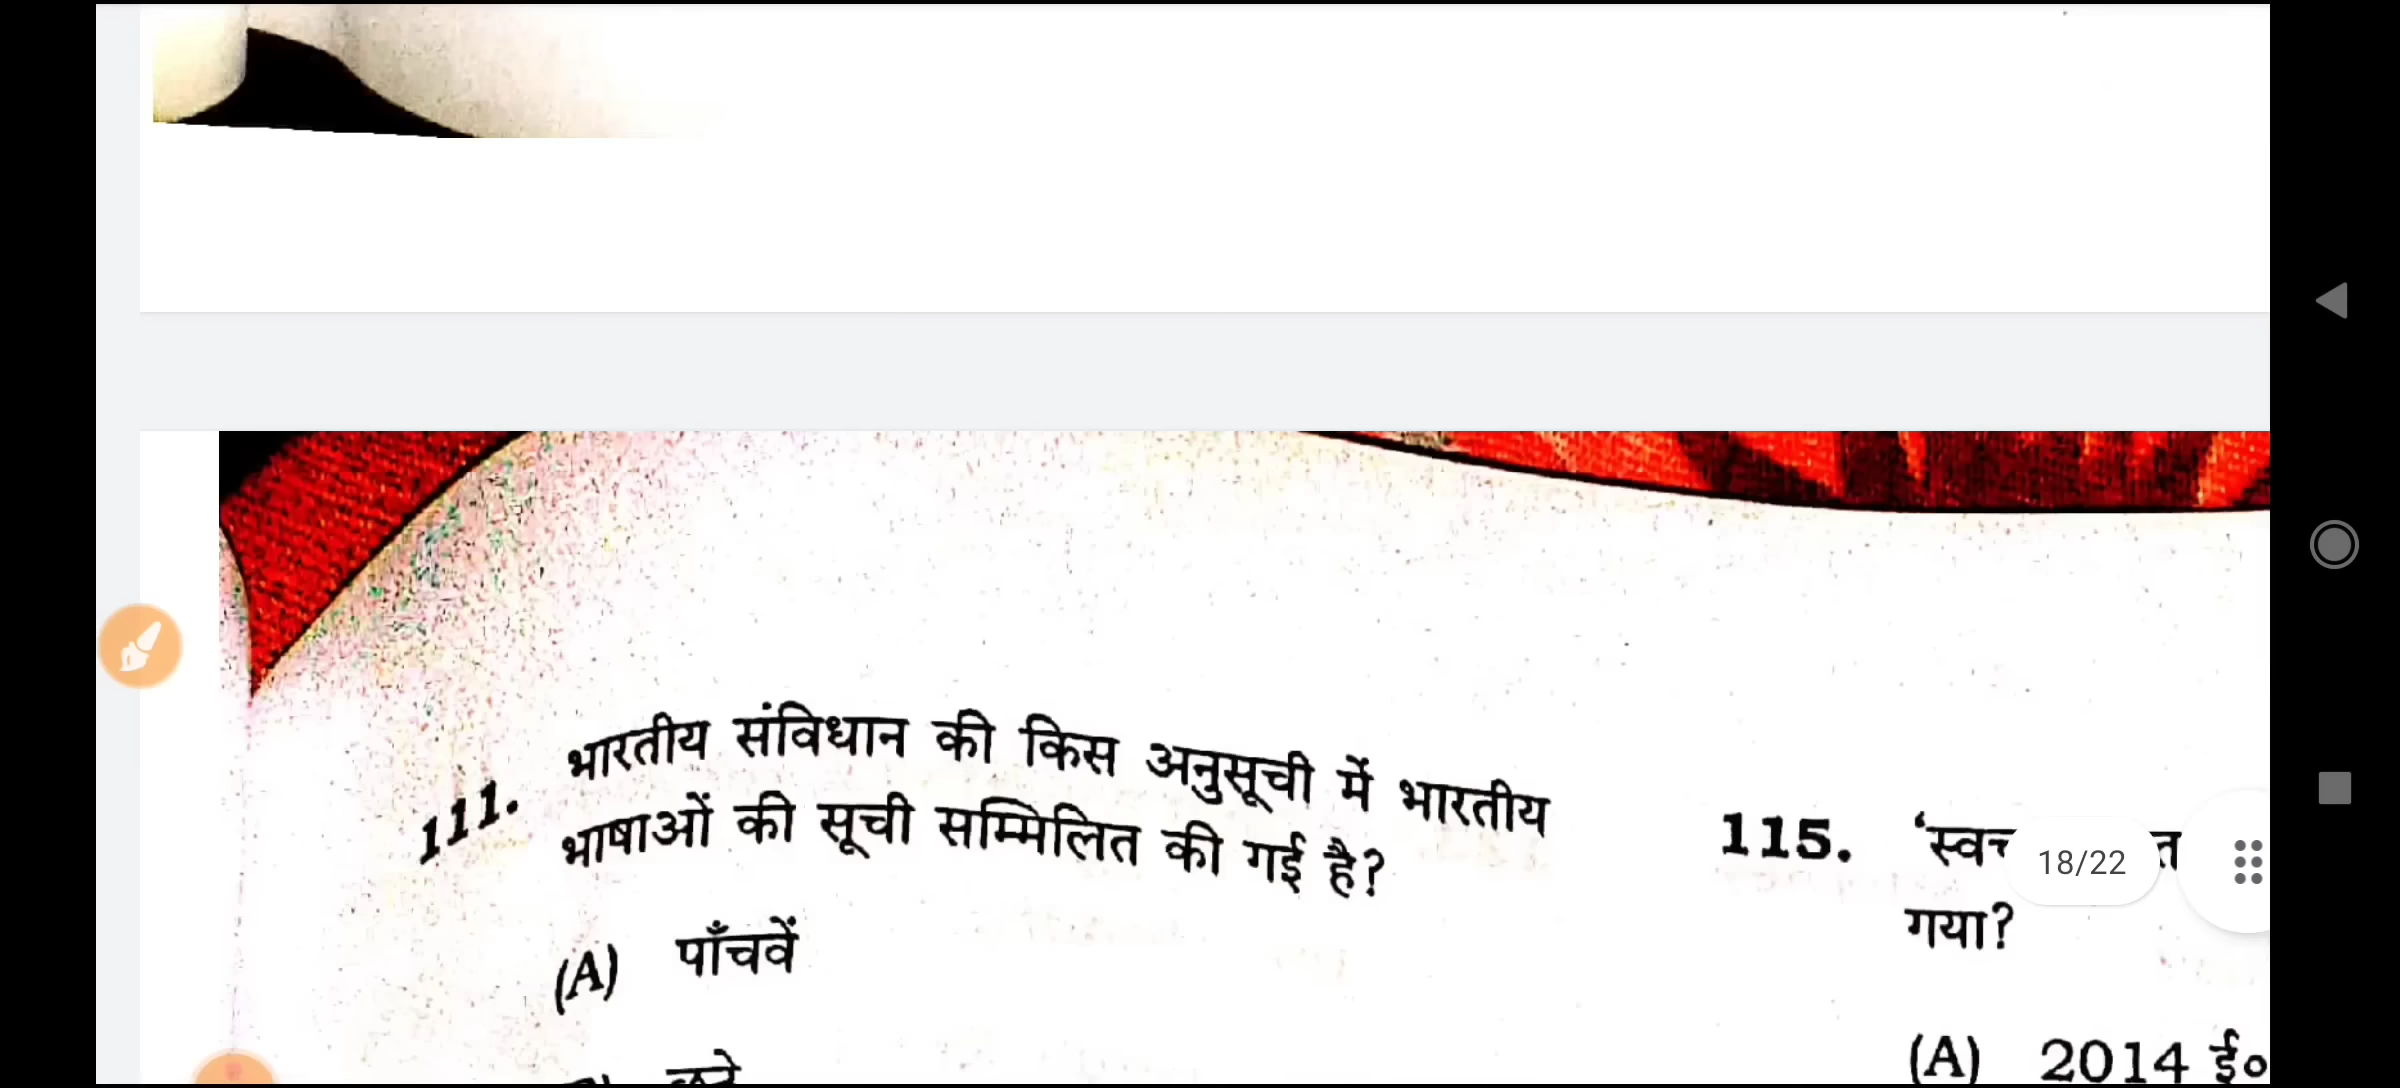 111. भारतीय संविधान की किस अनुसूची में भारतीय
भाषाओं की सूची सम्मिलित की गई है?
(A) पाँचवें
115.
गया?
(A) 2014 ई०
18/22